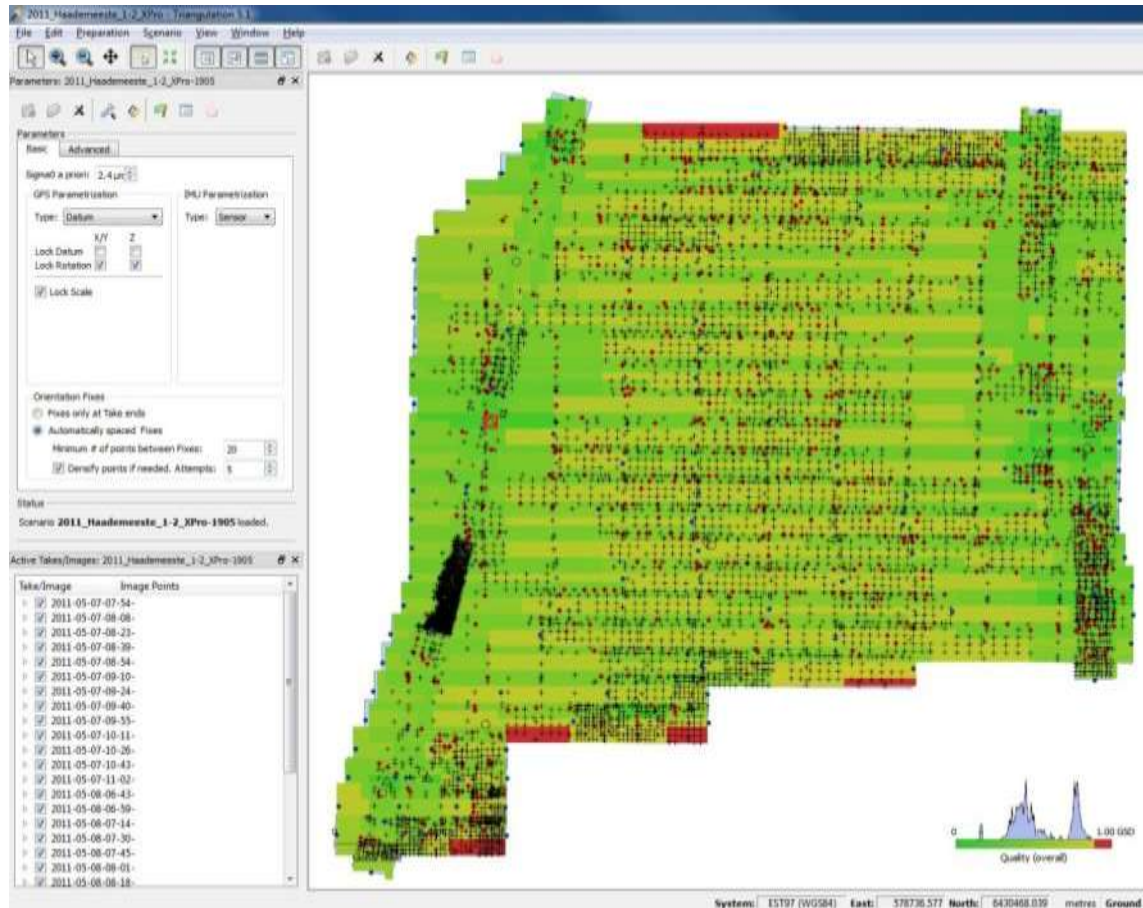 2011_Haademeeste_1-2_XPro - Triangulation 5.1
File Edit Preparation Scenario View Window Help
Parameters: 2011_Haademeeste_1-2_XPro-1905
Parameters
Basic Advanced
Sigma0 a priori: 2,4 µm
GPS Parametrization IMU Parametrization
Type: Datum Type: Sensor
X/Y Z
Lock Datum
Lock Rotation
Lock Scale
Orientation Fixes
Fixes only at Take ends
Automatically spaced Fixes
Minimum # of points between Fixes: 20
Densify points if needed. Attempts: 5
Status
Scenario 2011_Haademeeste_1-2_XPro-1905 loaded.
Active Takes/Images: 2011_Haademeeste_1-2_XPro-1905
Take/Image Image Points
2011-05-07-07-54-
2011-05-07-08-08-
2011-05-07-08-23-
2011-05-07-08-39-
2011-05-07-08-54-
2011-05-07-09-10-
2011-05-07-09-24-
2011-05-07-09-40-
2011-05-07-09-55-
2011-05-07-10-11-
2011-05-07-10-26-
2011-05-07-10-43-
2011-05-07-11-02-
2011-05-08-06-43-
2011-05-08-06-59-
2011-05-08-07-14-
2011-05-08-07-30-
2011-05-08-07-45-
2011-05-08-08-01-
2011-05-08-08-18-
0 1.00 GSD
Quality (overall)
System: EST97 (WGS84) East: 578736.577 North: 6430468.039 metres Ground